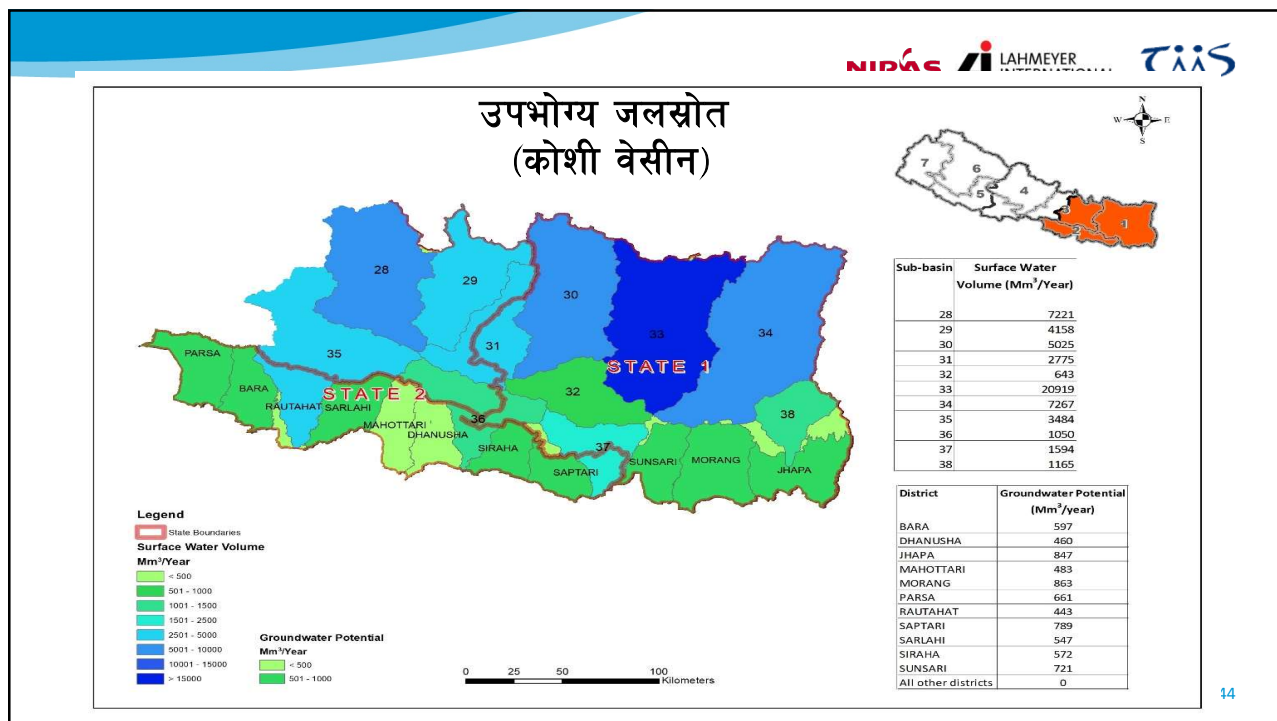 NIRAS
LAHMEYER
INTERNATIONAL
उपभोग्य जलस्रोत
(कोशी वेसीन)
N
W E
S
7
6
5
4
3
2
1
28
29
30
31
33
34
35
32
38
36
37
STATE 1
STATE 2
PARSA
BARA
RAUTAHAT
SARLAHI
MAHOTTARI
DHANUSHA
SIRAHA
SAPTARI
SUNSARI
MORANG
JHAPA
Sub-basin Surface Water
Volume (Mm³/Year)
28 7221
29 4158
30 5025
31 2775
32 643
33 20919
34 7267
35 3484
36 1050
37 1594
38 1165
District Groundwater Potential
(Mm³/year)
BARA 597
DHANUSHA 460
JHAPA 847
MAHOTTARI 483
MORANG 863
PARSA 661
RAUTAHAT 443
SAPTARI 789
SARLAHI 547
SIRAHA 572
SUNSARI 721
All other districts 0
Legend
State Boundaries
Surface Water Volume
Mm³/Year
< 500
501 - 1000
1001 - 1500
1501 - 2500
2501 - 5000
5001 - 10000
10001 - 15000
> 15000
Groundwater Potential
Mm³/Year
< 500
501 - 1000
0 25 50 100
Kilometers
44